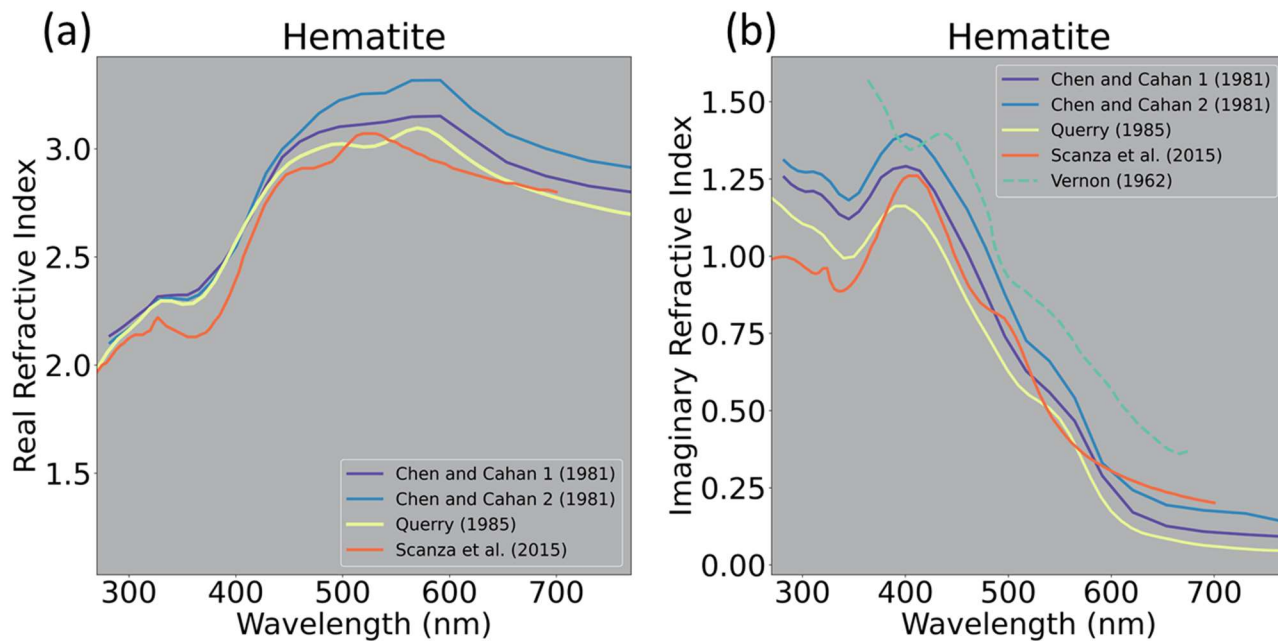 (a)
Hematite
Real Refractive Index
3.0
2.5
2.0
1.5
Chen and Cahan 1 (1981)
Chen and Cahan 2 (1981)
Querry (1985)
Scanza et al. (2015)
300 400 500 600 700
Wavelength (nm)
(b)
Hematite
Imaginary Refractive Index
1.50
1.25
1.00
0.75
0.50
0.25
0.00
Chen and Cahan 1 (1981)
Chen and Cahan 2 (1981)
Querry (1985)
Scanza et al. (2015)
Vernon (1962)
300 400 500 600 700
Wavelength (nm)